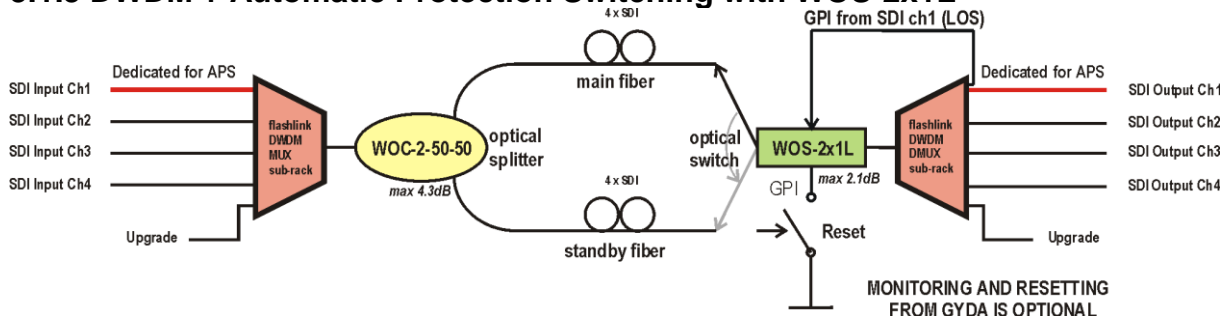 4 x SDI
GPI from SDI ch1 (LOS)
Dedicated for APS
main fiber
Dedicated for APS
SDI Input Ch1
SDI Input Ch2
SDI Input Ch3
SDI Input Ch4
flashlink
DWDM
MUX
sub-rack
WOC-2-50-50
max 4.3dB
optical
splitter
optical
switch
WOS-2x1L
max 2.1dB
flashlink
DWDM
DMUX
sub-rack
SDI Output Ch1
SDI Output Ch2
SDI Output Ch3
SDI Output Ch4
4 x SDI
GPI
Reset
Upgrade
standby fiber
Upgrade
MONITORING AND RESETTING
FROM GYDA IS OPTIONAL